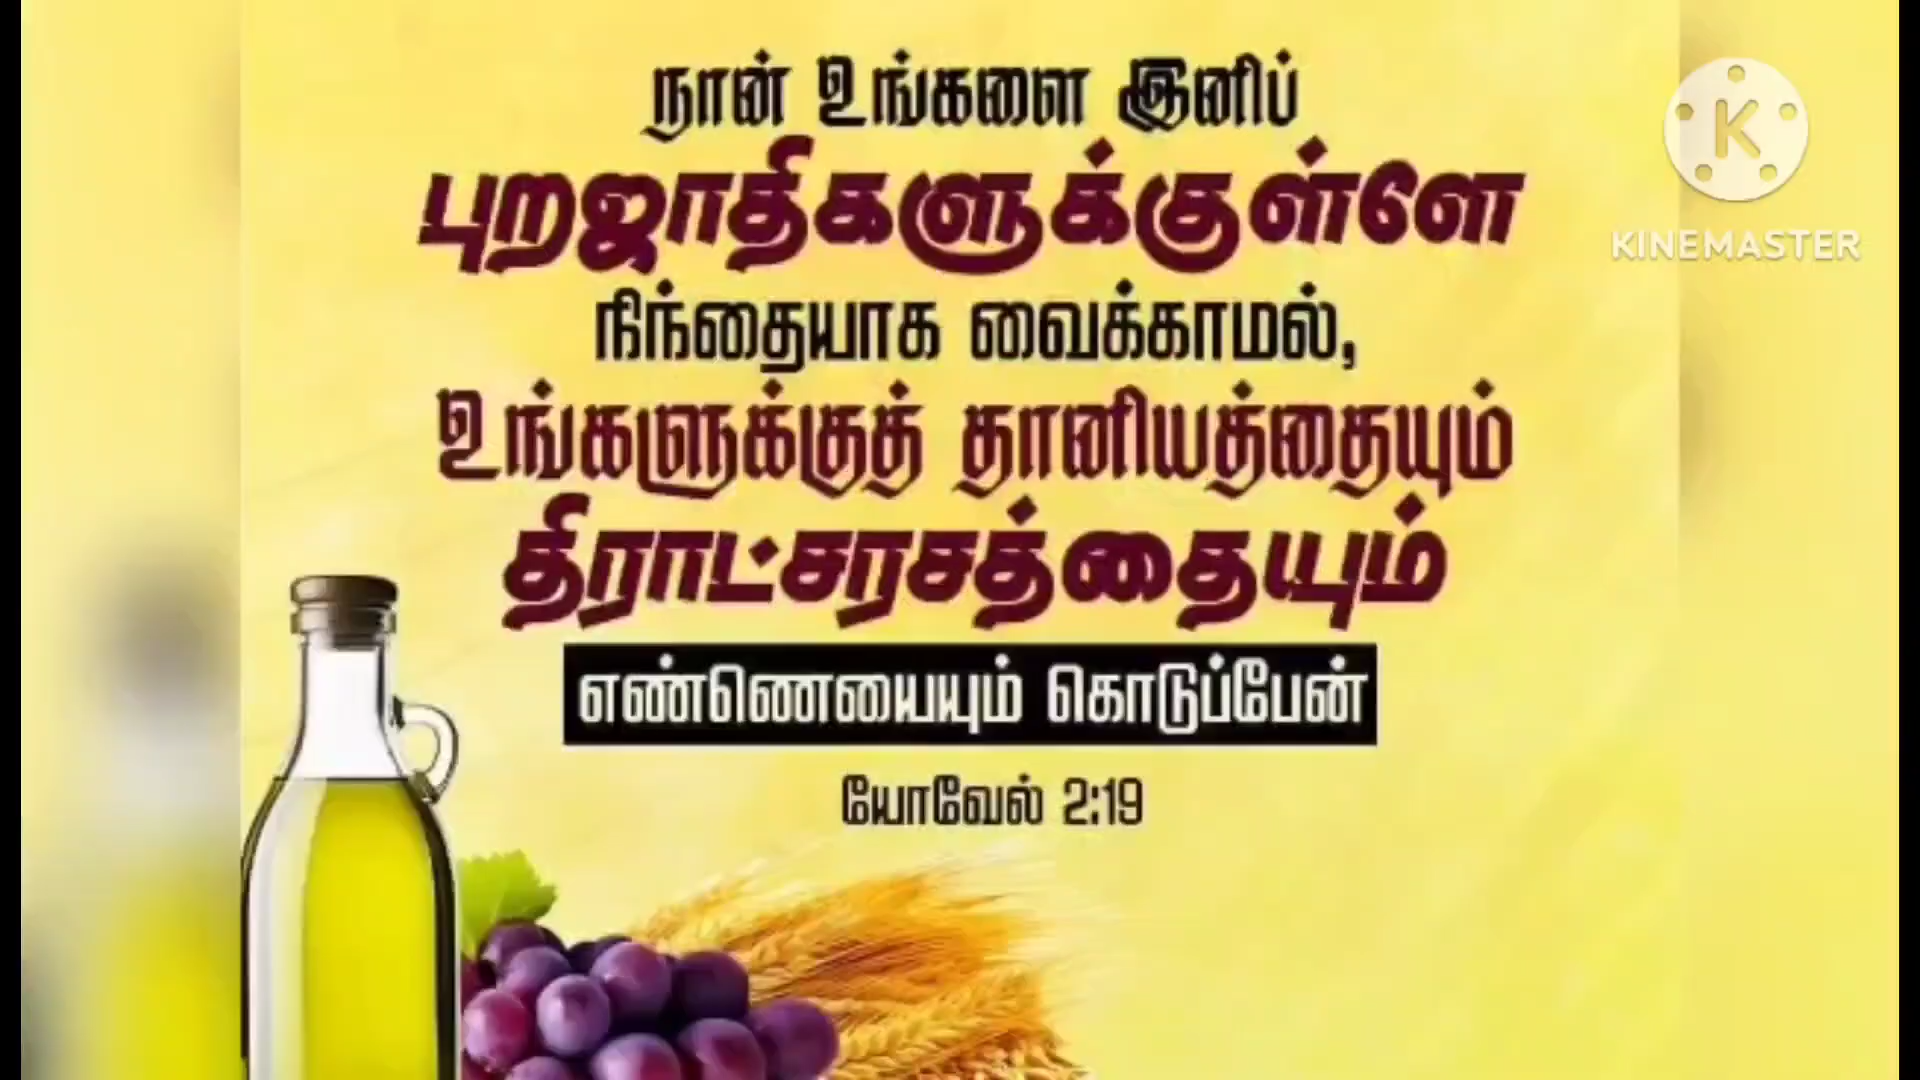 நான் உங்களை இனிப்
புறஜாதிகளுக்குள்ளே
நிந்தையாக வைக்காமல்,
உங்களுக்குத் தானியத்தையும்
திராட்சரசத்தையும்
எண்ணெயையும் கொடுப்பேன்
யோவேல் 2:19
K
KINEMASTER